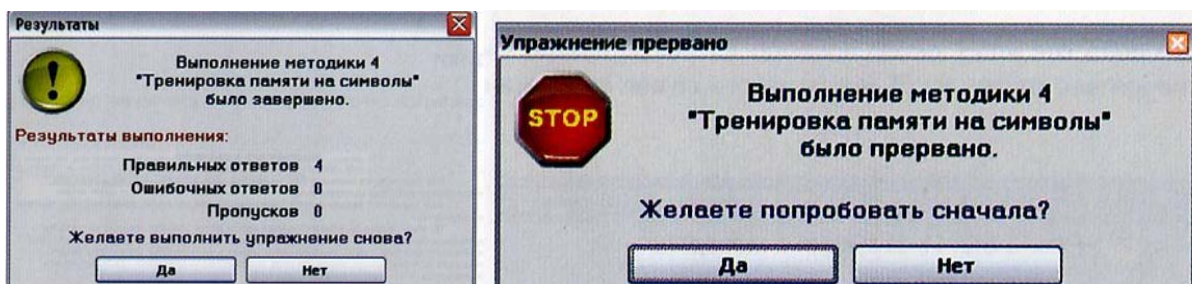 Результаты
Выполнение методики 4
"Тренировка памяти на символы"
было завершено.
Результаты выполнения:
Правильных ответов 4
Ошибочных ответов 0
Пропусков 0
Желаете выполнить упражнение снова?
Да Нет
Упражнение прервано
STOP
Выполнение методики 4
"Тренировка памяти на символы"
было прервано.
Желаете попробовать сначала?
Да Нет